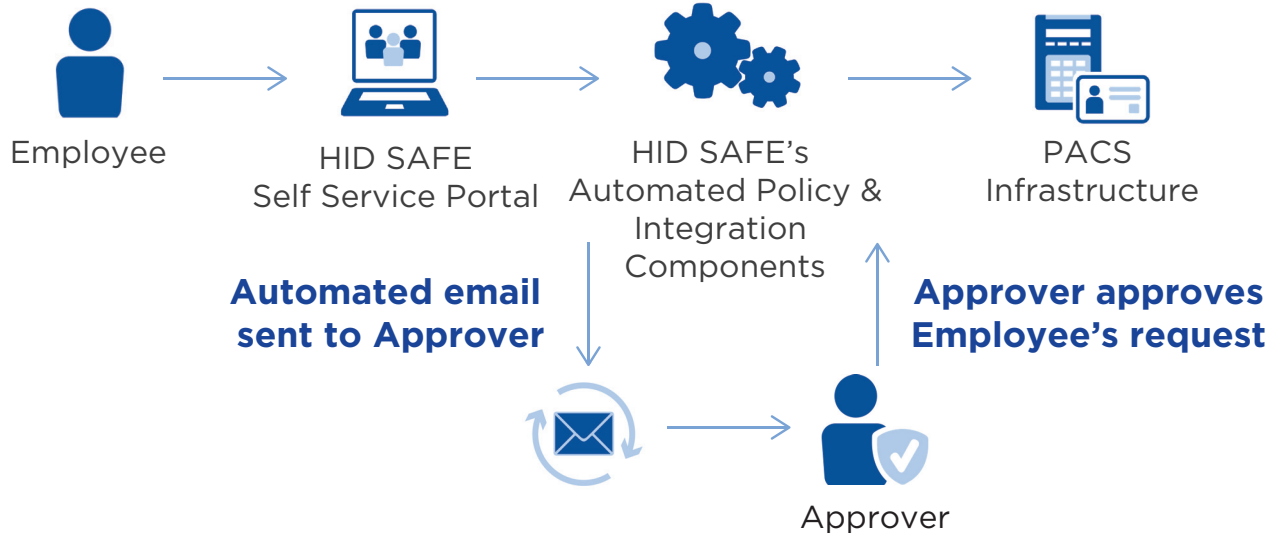 Employee
HID SAFE
Self Service Portal
HID SAFE’s
Automated Policy &
Integration
Components
PACS
Infrastructure
Automated email
sent to Approver
Approver approves
Employee’s request
Approver